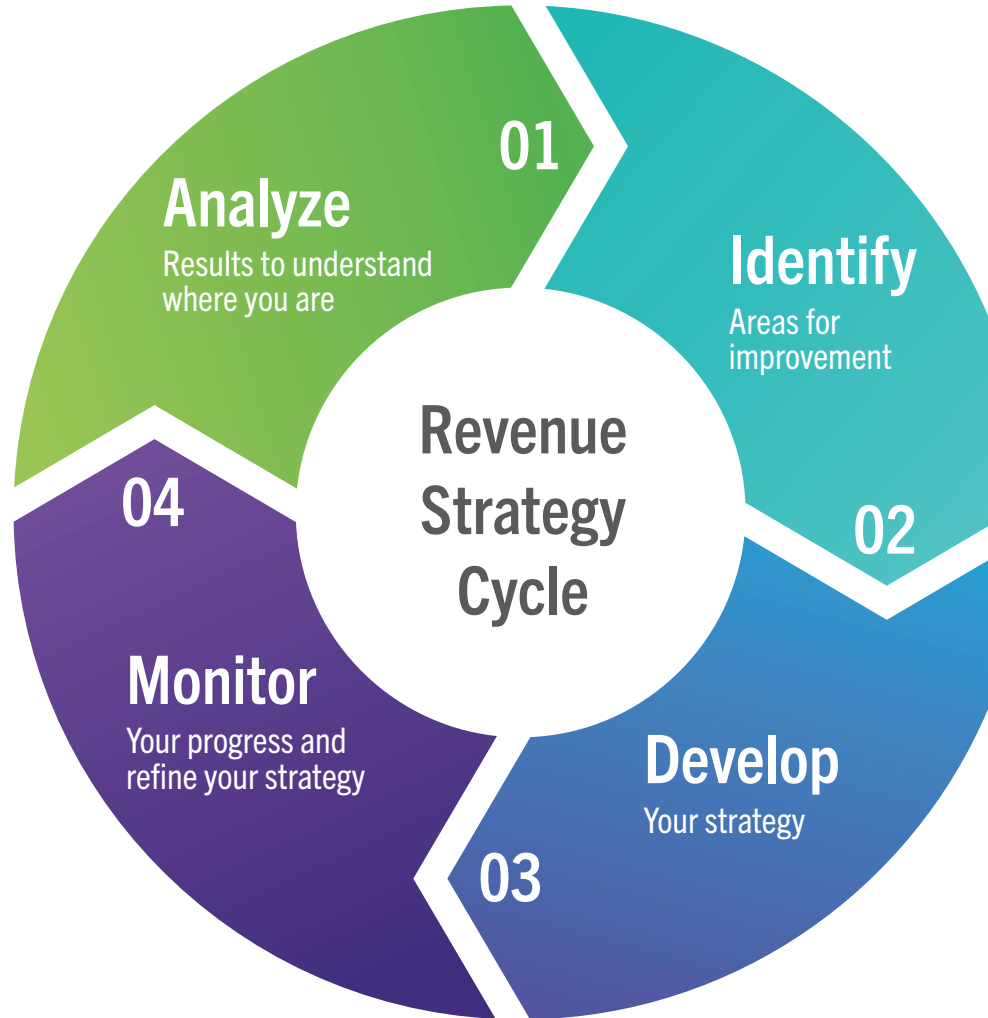 01
Analyze
Results to understand
where you are
Identify
Areas for
improvement
02
Revenue
Strategy
Cycle
Develop
Your strategy
03
Monitor
Your progress and
refine your strategy
04